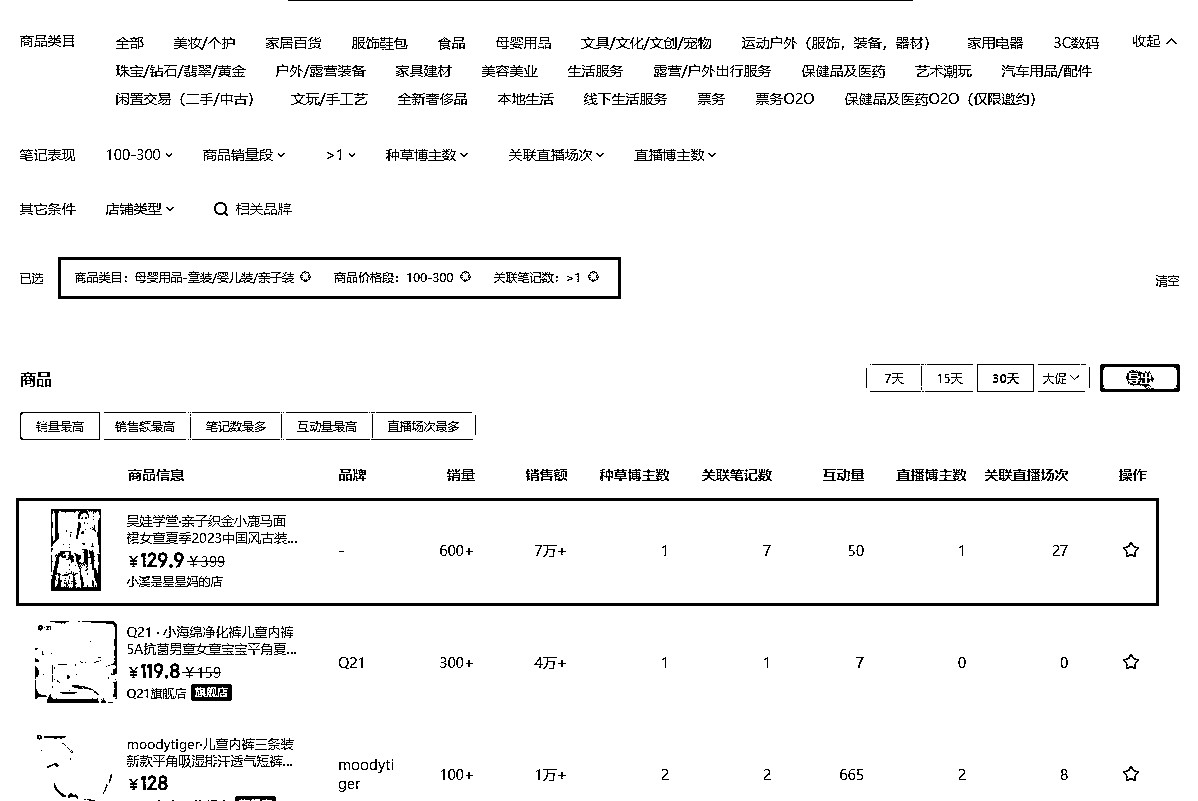 商品类目 全部 美妆/个护 家居百货 服饰鞋包 食品 母婴用品 文具/文化/文创/宠物 运动户外（服饰，装备，器材） 家用电器 3C数码 收起
珠宝/钻石/翡翠/黄金 户外/露营装备 家具建材 美容美业 生活服务 露营/户外出行服务 保健品及医药 艺术潮玩 汽车用品/配件
闲置交易（二手/中古） 文玩/手工艺 全新奢侈品 本地生活 线下生活服务 票务 票务O2O 保健品及医药O2O（仅限邀约）
笔记表现 100-300 商品销量段 >1 种草博主数 关联直播场次 直播博主数
其它条件 店铺类型 相关品牌
已选 商品类目：母婴用品-童装/婴儿装/亲子装 商品价格段：100-300 关联笔记数：>1 清空
商品 7天 15天 30天 大促
销量最高 销售额最高 笔记数最多 互动量最高 直播场次最多
商品信息 品牌 销量 销售额 种草博主数 关联笔记数 互动量 直播博主数 关联直播场次 操作
吴娃学堂·亲子织金小鹿马面
裙女童夏季2023中国风古装...
¥129.9 ¥399
小溪是星星妈的店
- 600+ 7万+ 1 7 50 1 27
Q21 · 小海绵净化裤儿童内裤
5A抗菌男童女童宝宝平角夏...
¥119.8 ¥159
Q21旗舰店 旗舰店
Q21 300+ 4万+ 1 1 7 0 0
moodytiger·儿童内裤三条装
新款平角吸湿排汗透气短裤...
¥128
moodyti
ger
100+ 1万+ 2 2 665 2 8